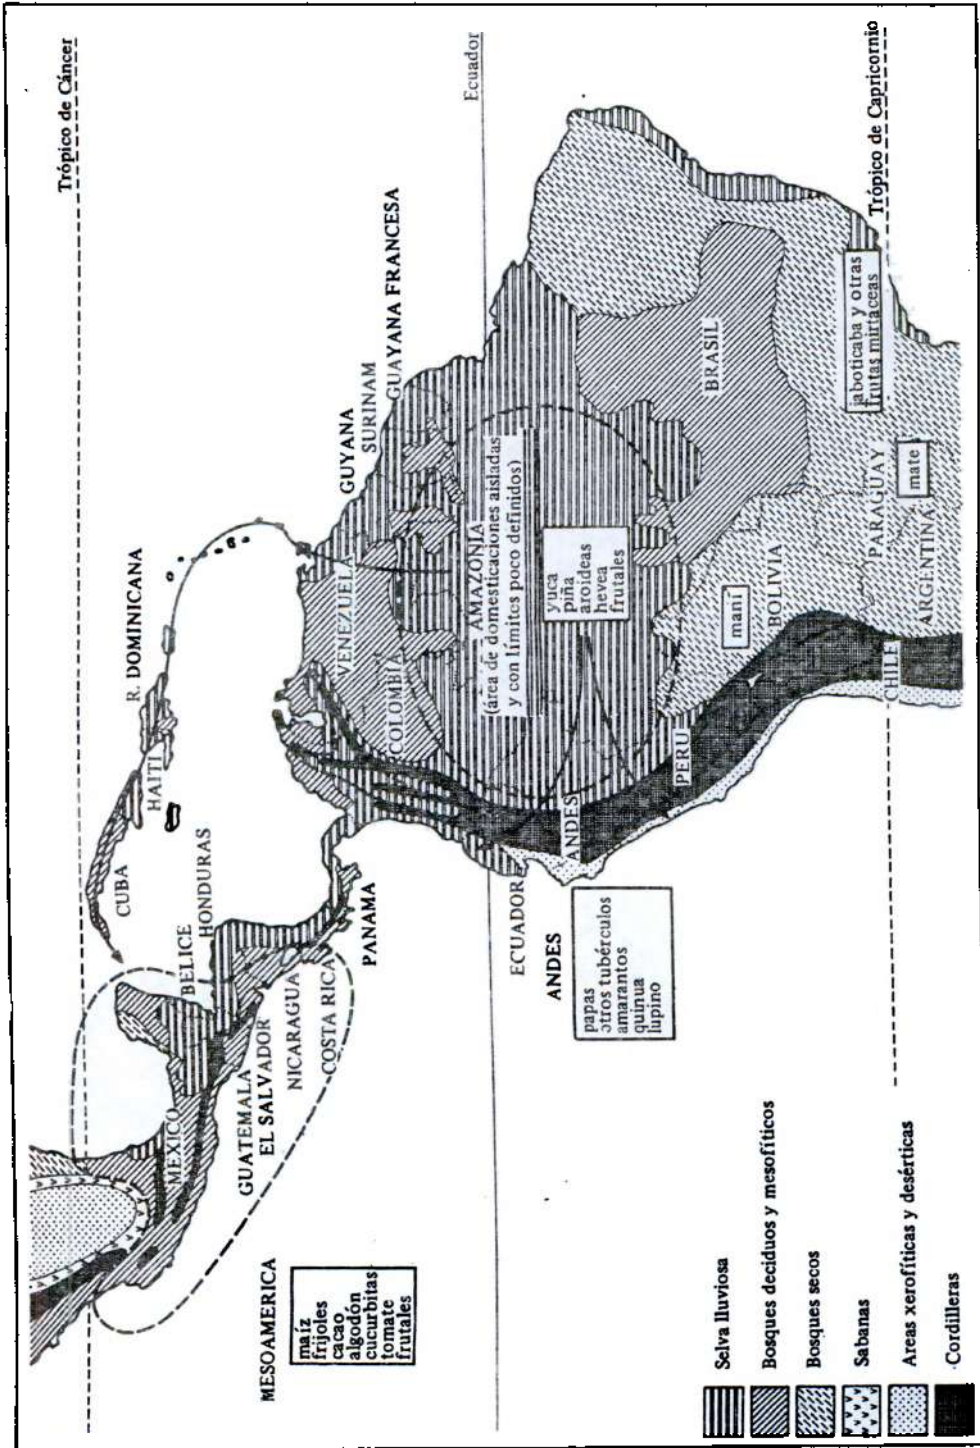 Trópico de Cáncer
CUBA
R. DOMINICANA
HAITI
MEXICO
BELICE
HONDURAS
GUATEMALA
EL SALVADOR
NICARAGUA
COSTA RICA
PANAMA
MESOAMERICA
maíz
frijoles
cacao
algodón
cucurbitas
tomate
frutales
GUYANA
SURINAM
GUAYANA FRANCESA
VENEZUELA
COLOMBIA
Ecuador
AMAZONIA
(área de domesticaciones aisladas
y con límites poco definidos)
yuca
piña
aroideas
hevea
frutales
ECUADOR
ANDES
ANDES
papas
otros tubérculos
amarantos
quinua
lupino
PERU
BRASIL
maní
BOLIVIA
Trópico de Capricornio
jaboticaba y otras
frutas mirtaceas
PARAGUAY
mate
CHILE
ARGENTINA
Selva lluviosa
Bosques deciduos y mesofíticos
Bosques secos
Sabanas
Areas xerofíticas y desérticas
Cordilleras